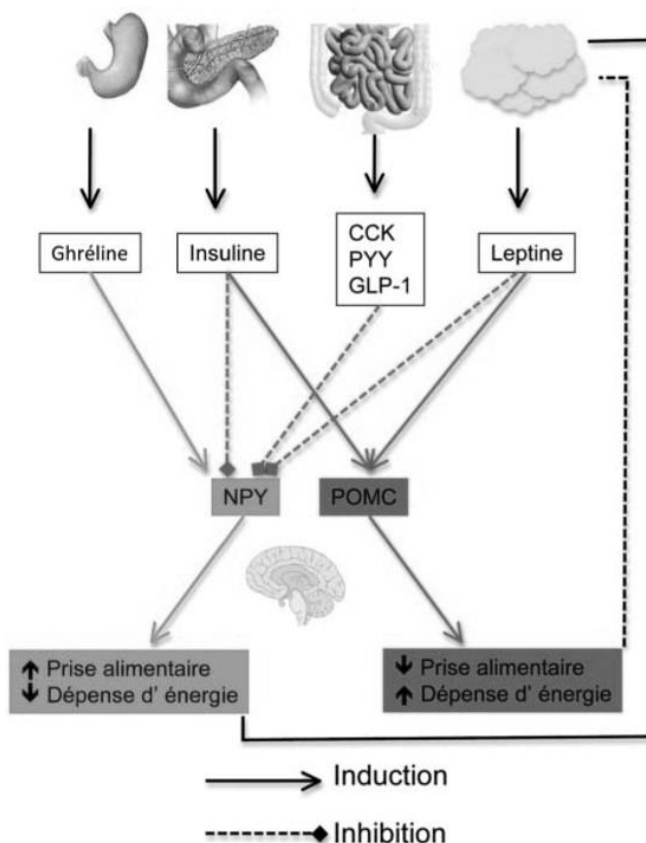 Ghréline
Insuline
CCK
PYY
GLP-1
Leptine
NPY
POMC
↑ Prise alimentaire
↓ Dépense d' énergie
↓ Prise alimentaire
↑ Dépense d' énergie
Induction
Inhibition